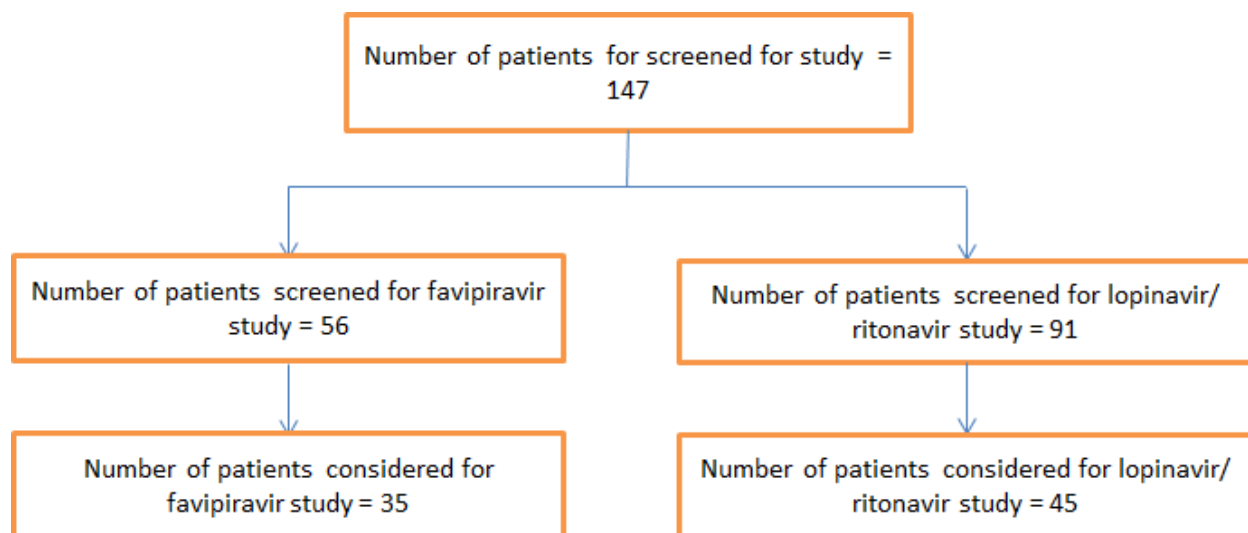 Number of patients for screened for study =
147
Number of patients screened for favipiravir
study = 56
Number of patients screened for lopinavir/
ritonavir study = 91
Number of patients considered for
favipiravir study = 35
Number of patients considered for lopinavir/
ritonavir study = 45